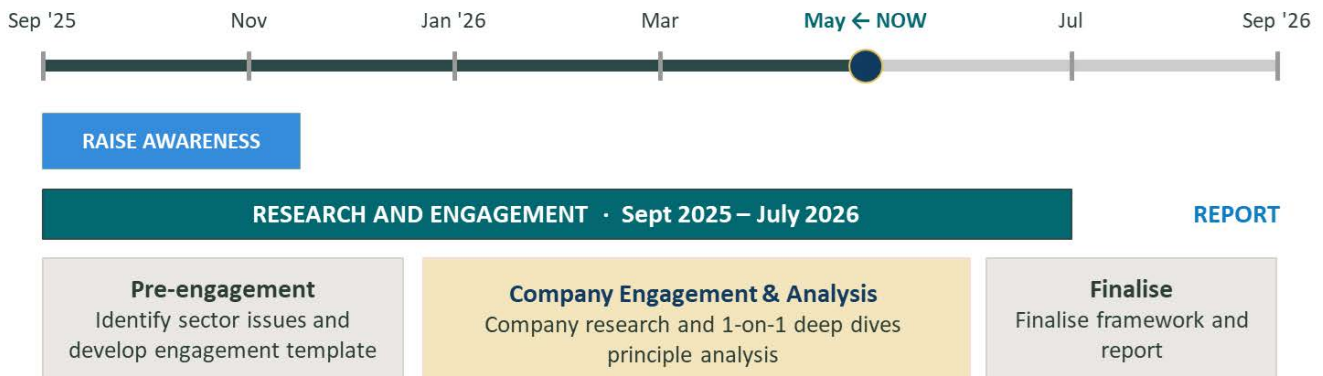 Sep '25 Nov Jan '26 Mar May ← NOW Jul Sep '26
RAISE AWARENESS
RESEARCH AND ENGAGEMENT · Sept 2025 – July 2026
REPORT
Pre-engagement
Identify sector issues and
develop engagement template
Company Engagement & Analysis
Company research and 1-on-1 deep dives
principle analysis
Finalise
Finalise framework and
report